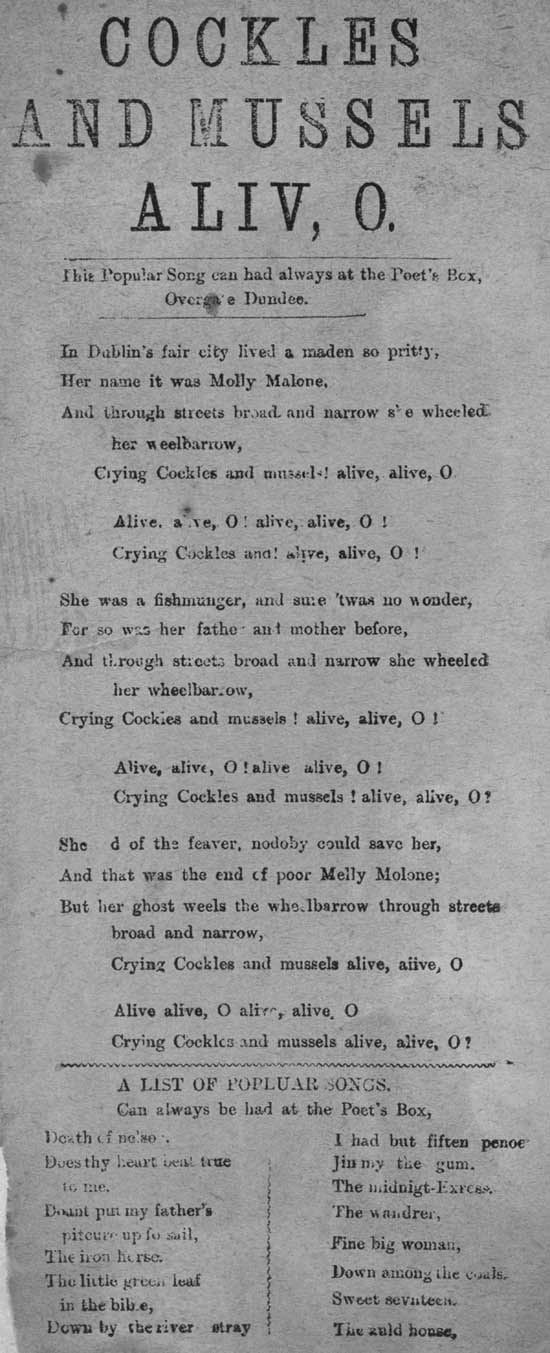 COCKLES
AND MUSSELS
ALIV, O.
This Popular Song can had always at the Poet's Box,
Overgate Dundee.
In Dublin's fair city lived a maden so pritty,
Her name it was Molly Malone,
And through streets broad and narrow she wheeled
her weelbarrow,
Crying Cockles and mussels! alive, alive, O
Alive. alive, O! alive, alive, O!
Crying Cockles and! alive, alive, O!
She was a fishmunger, and sure 'twas no wonder,
For so was her father and mother before,
And through streets broad and narrow she wheeled
her wheelbarrow,
Crying Cockles and mussels! alive, alive, O!
Alive, alive, O! alive alive, O!
Crying Cockles and mussels! alive, alive, O?
She d of the feaver, nodoby could save her,
And that was the end of poor Melly Molone;
But her ghost weels the wheelbarrow through streets
broad and narrow,
Crying Cockles and mussels alive, alive, O
Alive alive, O alive, alive, O
Crying Cockles and mussels alive, alive, O?
A LIST OF POPLUAR SONGS.
Can always be had at the Poet's Box,
Death of nelson.
Does thy heart beat true
to me.
Doant put my father's
pitcure up fo sail,
The iron horse.
The little green leaf
in the bible,
Down by the river stray
I had but fiften penoe
Jimmy the gum.
The midnigt-Exress.
The wandrer,
Fine big woman,
Down among the coals.
Sweet sevnteen.
The auld house,